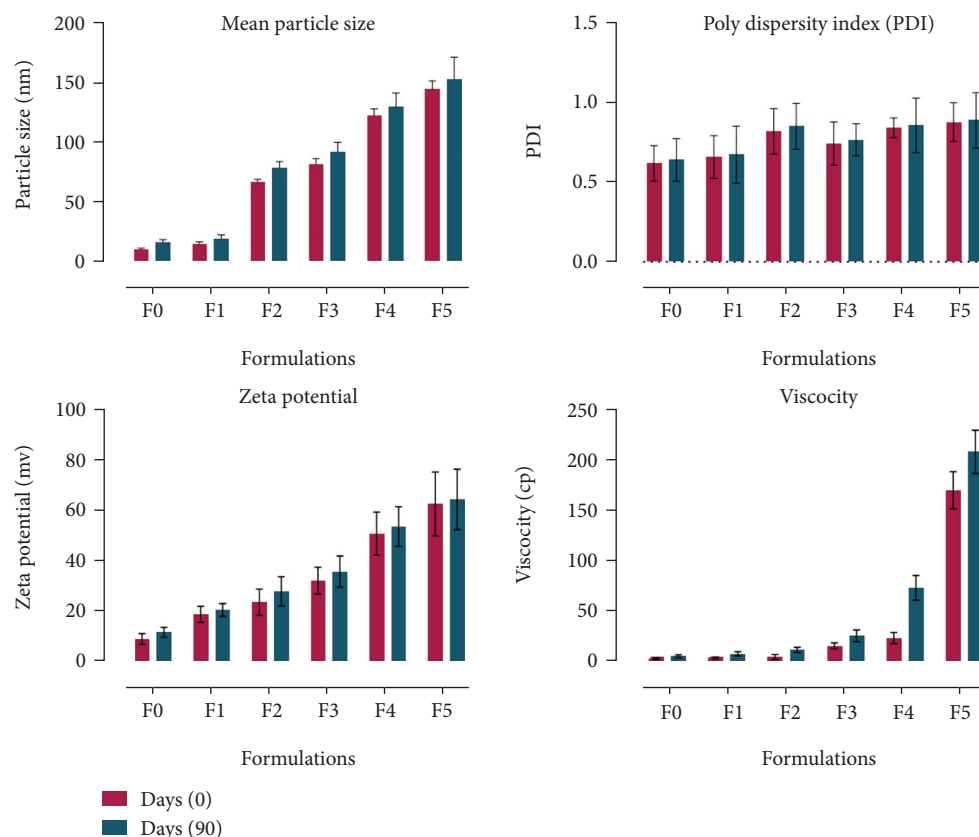 Mean particle size
Particle size (nm)
200
150
100
50
0
F0 F1 F2 F3 F4 F5
Formulations
Poly dispersity index (PDI)
PDI
1.5
1.0
0.5
0.0
F0 F1 F2 F3 F4 F5
Formulations
Zeta potential
Zeta potential (mv)
100
80
60
40
20
0
F0 F1 F2 F3 F4 F5
Formulations
Viscocity
Viscocity (cp)
250
200
150
100
50
0
F0 F1 F2 F3 F4 F5
Formulations
Days (0)
Days (90)